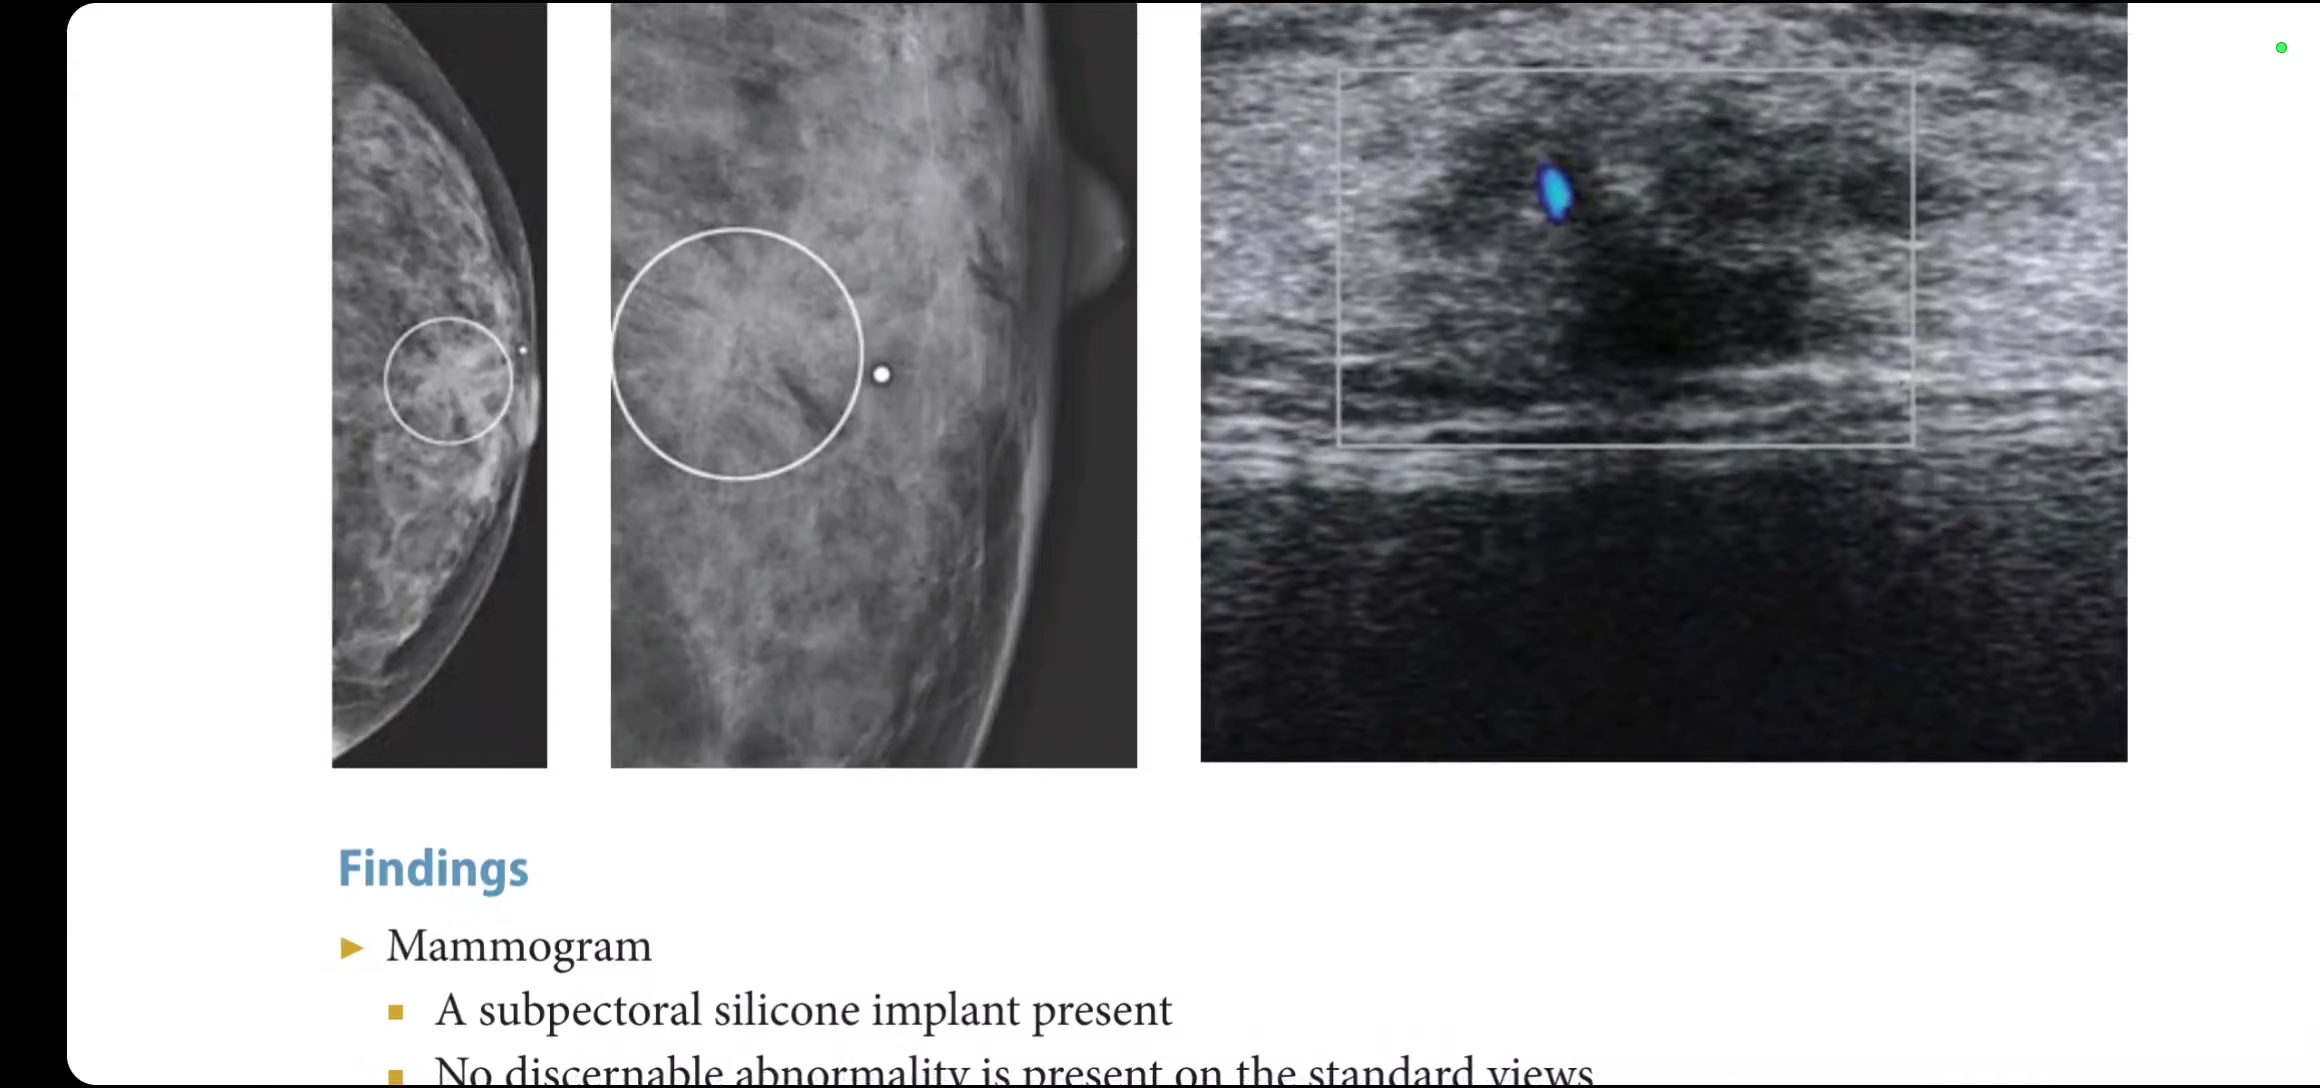 Findings
Mammogram
A subpectoral silicone implant present
No discernable abnormality is present on the standard views